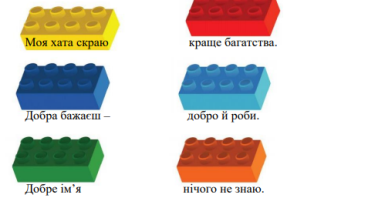 Моя хата скраю
краще багатства.
Добра бажаєш –
добро й роби.
Добре ім’я
нічого не знаю.